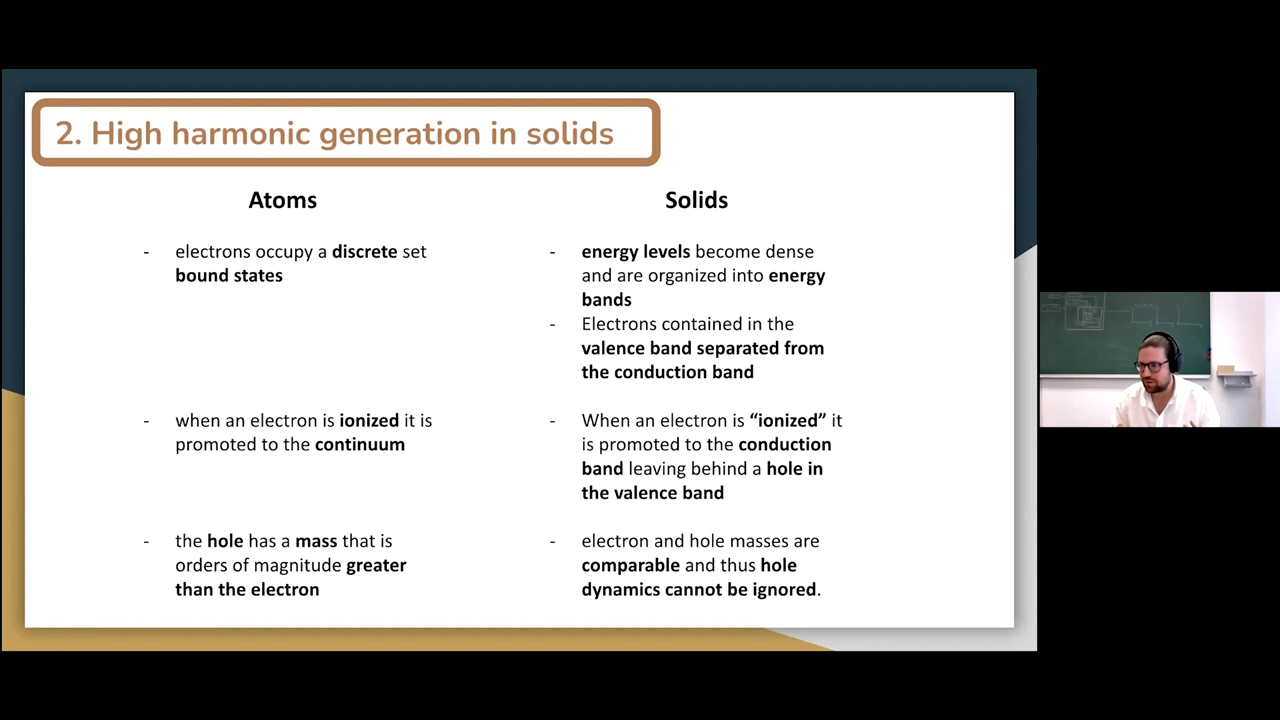 2. High harmonic generation in solids
Atoms
- electrons occupy a discrete set
bound states
- when an electron is ionized it is
promoted to the continuum
- the hole has a mass that is
orders of magnitude greater
than the electron
Solids
- energy levels become dense
and are organized into energy
bands
- Electrons contained in the
valence band separated from
the conduction band
- When an electron is “ionized” it
is promoted to the conduction
band leaving behind a hole in
the valence band
- electron and hole masses are
comparable and thus hole
dynamics cannot be ignored.